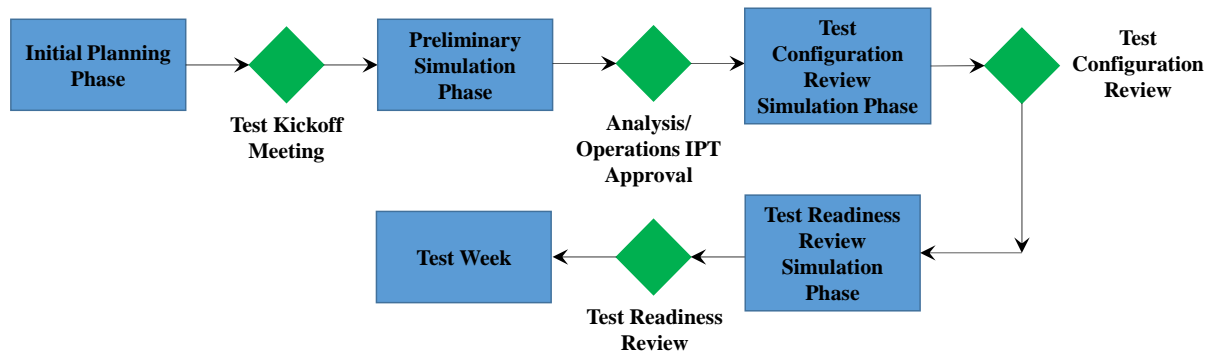 Initial Planning
Phase
Test Kickoff
Meeting
Preliminary
Simulation
Phase
Analysis/
Operations IPT
Approval
Test
Configuration
Review
Simulation Phase
Test
Configuration
Review
Test Readiness
Review
Simulation
Phase
Test Readiness
Review
Test Week